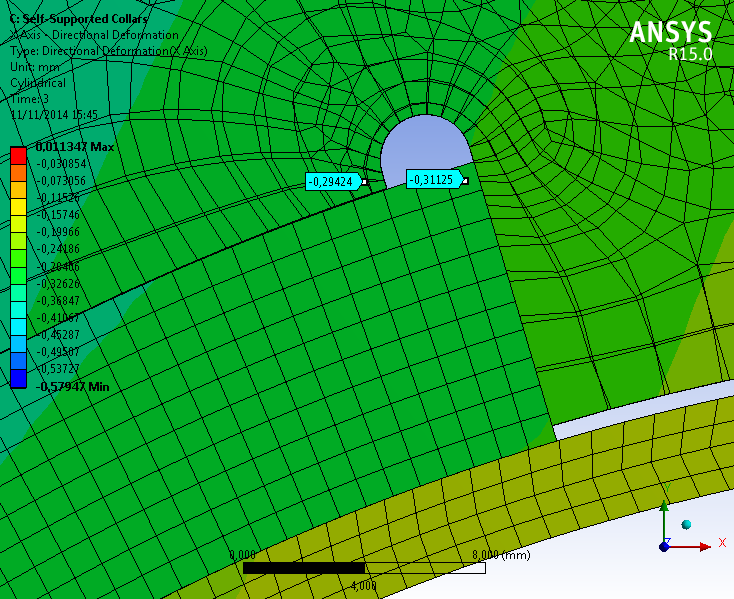 C: Self-Supported Collars
X Axis - Directional Deformation
Type: Directional Deformation(X Axis)
Unit: mm
Cylindrical
Time: 3
11/11/2014 15:45
ANSYS
R15.0
0,011347 Max
-0,030854
-0,073056
-0,11526
-0,15746
-0,19966
-0,24186
-0,28406
-0,32626
-0,36847
-0,41067
-0,45287
-0,49507
-0,53727
-0,57947 Min
-0,29424
-0,31125
0,000
8,000 (mm)
4,000
Y
Z
X